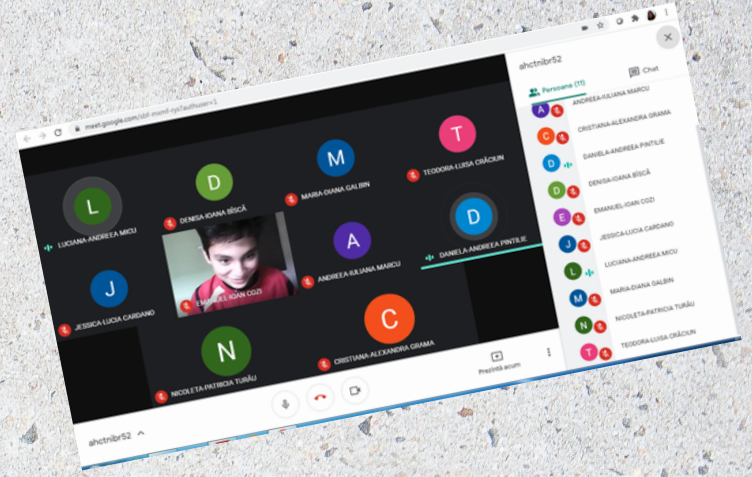 meet.google.com/
ahctnibr52
Persoane (11)
Chat
L
LUCIANA-ANDREEA MICU
D
DENISA-IOANA BÎSCĂ
M
MARIA-DIANA GALBIN
T
TEODORA-LUISA CRĂCIUN
J
JESSICA-LUCIA CARDANO
EMANUEL-IOAN COZI
A
ANDREEA-IULIANA MARCU
D
DANIELA-ANDREEA PINTILIE
N
NICOLETA-PATRICIA TURĂU
C
CRISTIANA-ALEXANDRA GRAMA
A ANDREEA-IULIANA MARCU
C CRISTIANA-ALEXANDRA GRAMA
D DANIELA-ANDREEA PINTILIE
D DENISA-IOANA BÎSCĂ
E EMANUEL-IOAN COZI
J JESSICA-LUCIA CARDANO
L LUCIANA-ANDREEA MICU
M MARIA-DIANA GALBIN
N NICOLETA-PATRICIA TURĂU
T TEODORA-LUISA CRĂCIUN
ahctnibr52
Prezintă acum